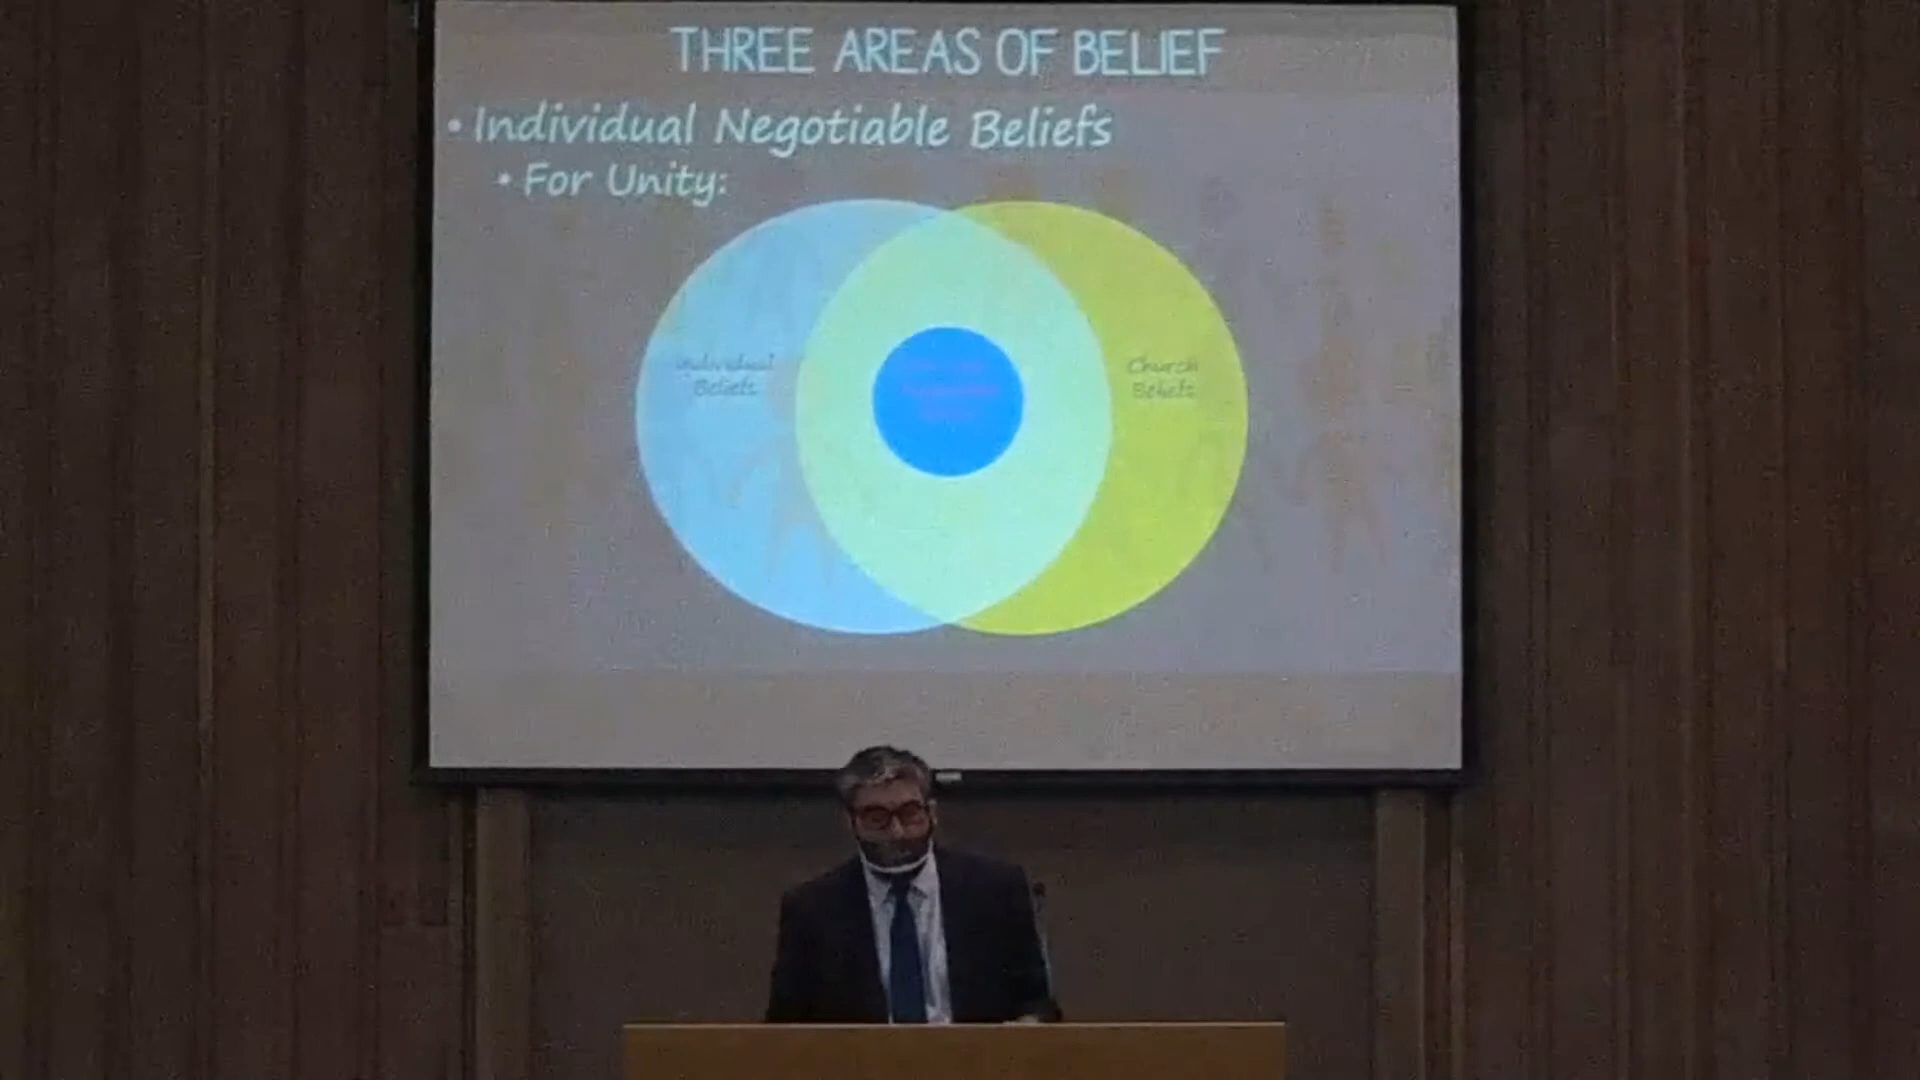 THREE AREAS OF BELIEF
• Individual Negotiable Beliefs
• For Unity:
Individual
Beliefs
Church
Beliefs